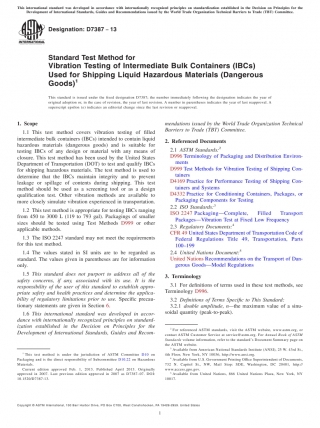 This international standard was developed in accordance with internationally recognized principles on standardization established in the Decision on Principles for the
Development of International Standards, Guides and Recommendations issued by the World Trade Organization Technical Barriers to Trade (TBT) Committee.
Designation: D7387 − 13
Standard Test Method for
Vibration Testing of Intermediate Bulk Containers (IBCs)
Used for Shipping Liquid Hazardous Materials (Dangerous
Goods)1
This standard is issued under the fixed designation D7387; the number immediately following the designation indicates the year of
original adoption or, in the case of revision, the year of last revision. A number in parentheses indicates the year of last reapproval. A
superscript epsilon (ε) indicates an editorial change since the last revision or reapproval.
1. Scope
1.1 This test method covers vibration testing of filled
intermediate bulk containers (IBCs) intended to contain liquid
hazardous materials (dangerous goods) and is suitable for
testing IBCs of any design or material with any means of
closure. This test method has been used by the United States
Department of Transportation (DOT) to test and qualify IBCs
for shipping hazardous materials. The test method is used to
determine that the IBCs maintain integrity and to prevent
leakage or spillage of contents during shipping. This test
method should be used as a screening tool or as a design
qualification test. Other vibration methods are available to
more closely simulate vibration experienced in transportation.
1.2 This test method is appropriate for testing IBCs ranging
from 450 to 3000 L (119 to 793 gal). Packagings of smaller
sizes should be tested using Test Methods D999 or other
applicable methods.
1.3 The ISO 2247 standard may not meet the requirements
for this test method.
1.4 The values stated in SI units are to be regarded as
standard. The values given in parentheses are for information
only.
1.5 This standard does not purport to address all of the
safety concerns, if any, associated with its use. It is the
responsibility of the user of this standard to establish appro-
priate safety and health practices and determine the applica-
bility of regulatory limitations prior to use. Specific precau-
tionary statements are given in Section 6.
1.6 This international standard was developed in accor-
dance with internationally recognized principles on standard-
ization established in the Decision on Principles for the
Development of International Standards, Guides and Recom-
mendations issued by the World Trade Organization Technical
Barriers to Trade (TBT) Committee.
2. Referenced Documents
2.1 ASTM Standards:2
D996 Terminology of Packaging and Distribution Environ-
ments
D999 Test Methods for Vibration Testing of Shipping Con-
tainers
D4169 Practice for Performance Testing of Shipping Con-
tainers and Systems
D4332 Practice for Conditioning Containers, Packages, or
Packaging Components for Testing
2.2 ISO Standards:3
ISO 2247 Packaging—Complete, Filled Transport
Packages—Vibration Test at Fixed Low Frequency
2.3 Regulatory Documents:4
CFR 49 United States Department of Transportation Code of
Federal Regulations Title 49, Transportation, Parts
100–199
2.4 United Nations Documents:5
United Nations Recommendations on the Transport of Dan-
gerous Goods—Model Regulations
3. Terminology
3.1 For definitions of terms used in these test methods, see
Terminology D996.
3.2 Definitions of Terms Specific to This Standard:
3.2.1 double amplitude, n—the maximum value of a sinu-
soidal quantity (peak-to-peak).
1 This test method is under the jurisdiction of ASTM Committee D10 on
Packaging and is the direct responsibility of Subcommittee D10.22 on Hazardous
Materials.
Current edition approved Feb. 1, 2013. Published April 2013. Originally
approved in 2007. Last previous edition approved in 2007 as D7387–07. DOI:
10.1520/D7387-13.
2 For referenced ASTM standards, visit the ASTM website, www.astm.org, or
contact ASTM Customer Service at service@astm.org. For Annual Book of ASTM
Standards volume information, refer to the standard's Document Summary page on
the ASTM website.
3 Available from American National Standards Institute (ANSI), 25 W. 43rd St.,
4th Floor, New York, NY 10036, http://www.ansi.org.
4 Available from U.S. Government Printing Office Superintendent of Documents,
732 N. Capitol St., NW, Mail Stop: SDE, Washington, DC 20401, http://
www.access.gpo.gov.
5 Available from United Nations, 866 United Nations Plaza, New York, NY
10017.
Copyright © ASTM International, 100 Barr Harbor Drive, PO Box C700, West Conshohocken, PA 19428-2959. United States
1